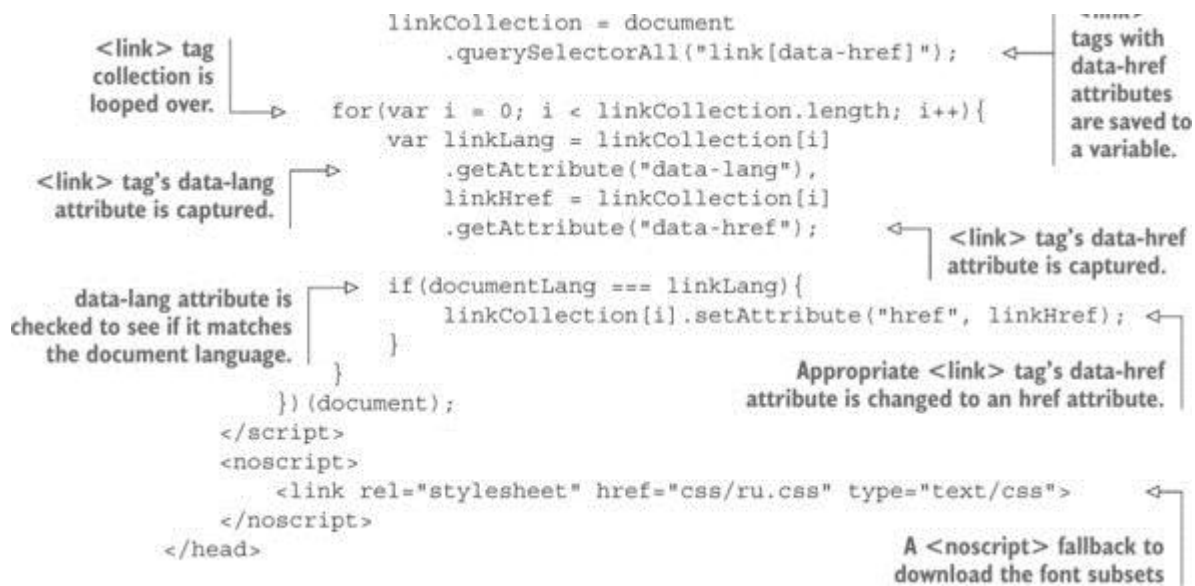 linkCollection = document
.querySelectorAll("link[data-href]");
tags with
data-href
attributes
are saved to
a variable.
<link> tag
collection is
looped over.
for(var i = 0; i < linkCollection.length; i++){
var linkLang = linkCollection[i]
.getAttribute("data-lang"),
linkHref = linkCollection[i]
.getAttribute("data-href");
<link> tag's data-lang
attribute is captured.
<link> tag's data-href
attribute is captured.
if(documentLang === linkLang){
linkCollection[i].setAttribute("href", linkHref);
}
data-lang attribute is
checked to see if it matches
the document language.
Appropriate <link> tag's data-href
attribute is changed to an href attribute.
}
})(document);
</script>
<noscript>
<link rel="stylesheet" href="css/ru.css" type="text/css">
</noscript>
</head>
A <noscript> fallback to
download the font subsets